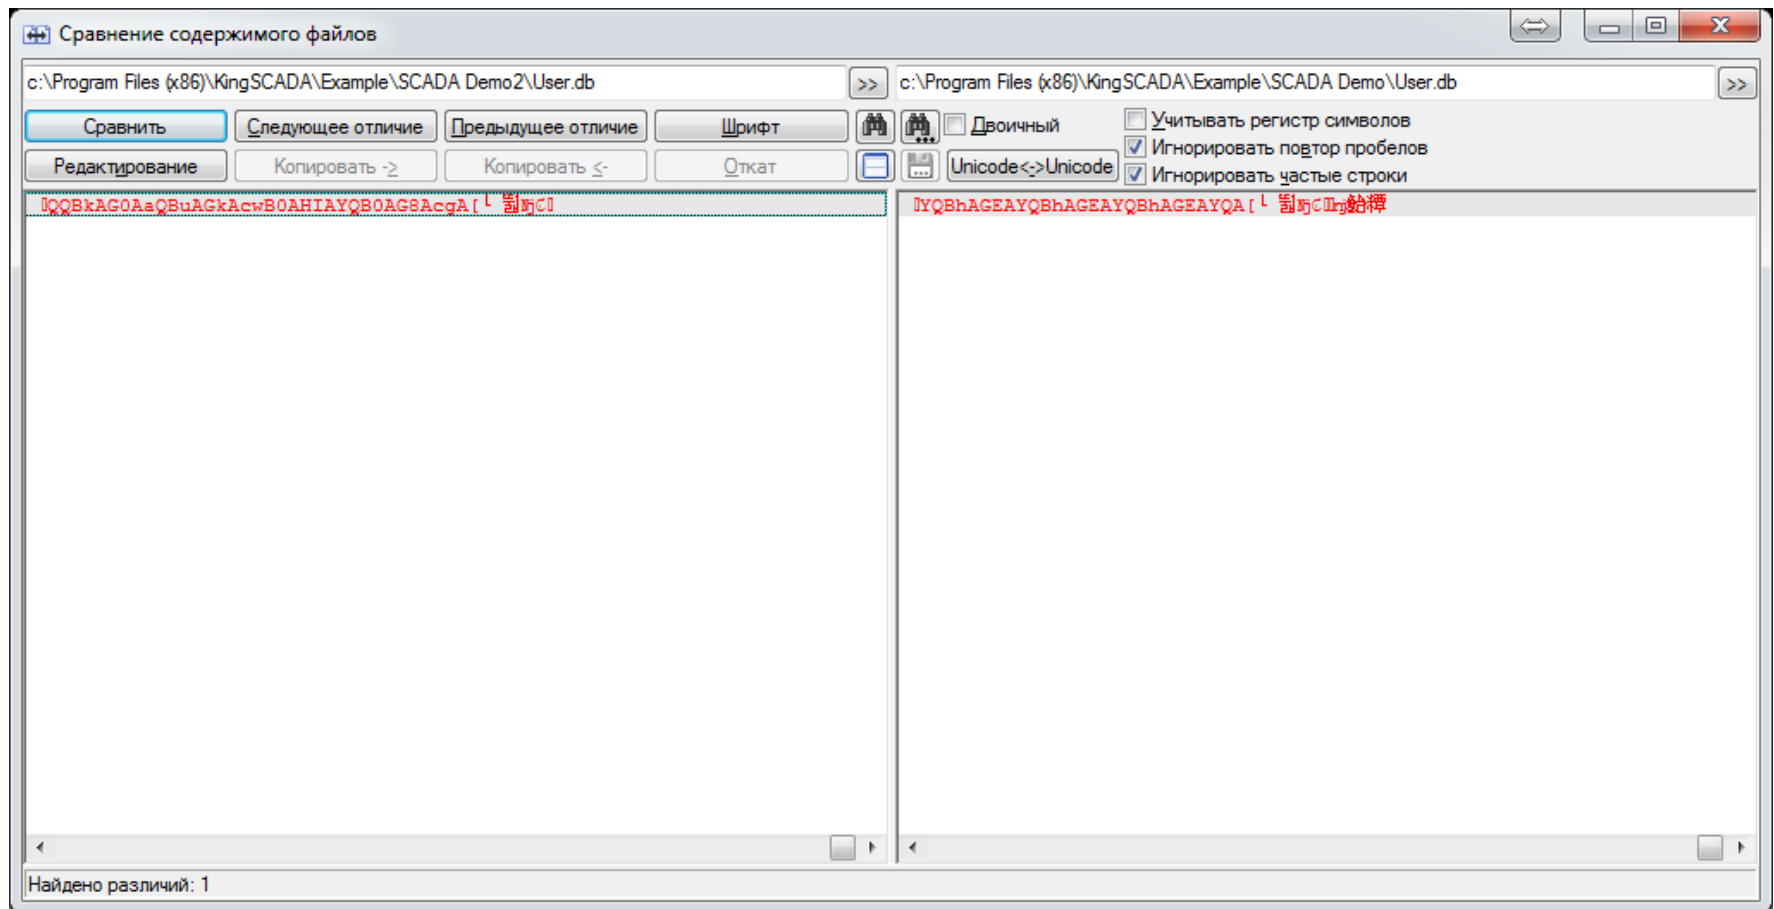 Сравнение содержимого файлов
c:\Program Files (x86)\KingSCADA\Example\SCADA Demo2\User.db >> c:\Program Files (x86)\KingSCADA\Example\SCADA Demo\User.db >>
Сравнить Следующее отличие Предыдущее отличие Шрифт Двоичный Учитывать регистр символов
Игнорировать повтор пробелов
Редактирование Копировать -> Копировать <- Откат Unicode<->Unicode Игнорировать частые строки
QQBkAG0AaQBuAGkAcwB0AHIAYQB0AG8AcgA[ YQBhAGEAYQBhAGEAYQBhAGEAYQA[
Найдено различий: 1